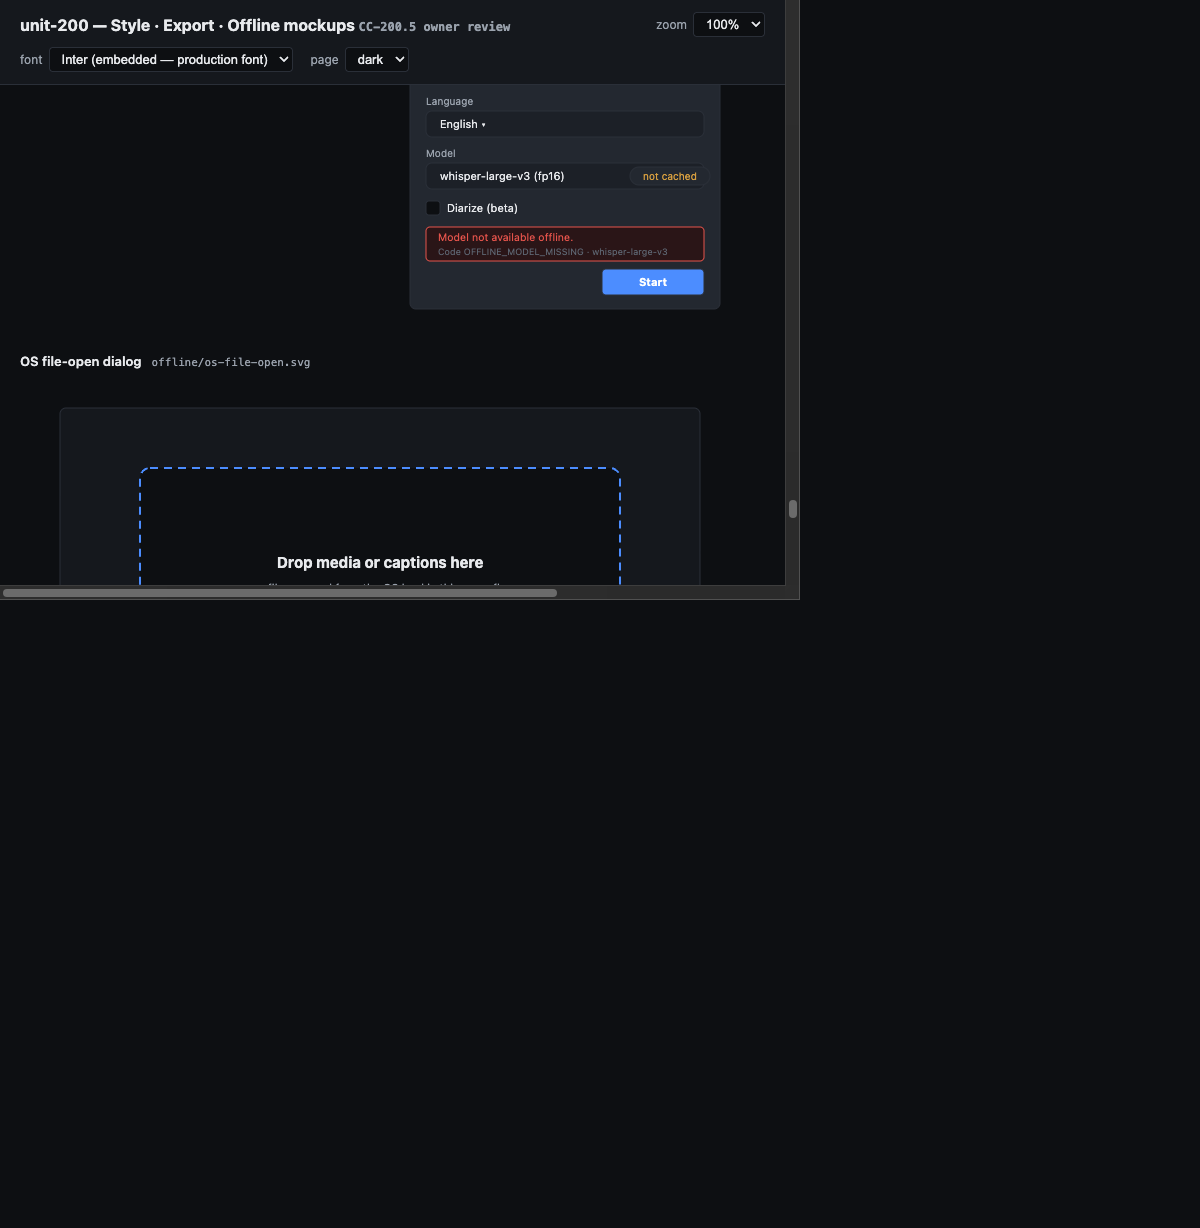 unit-200 — Style · Export · Offline mockups CC-200.5 owner review
zoom 100%
font Inter (embedded — production font) page dark
Language
English ▾
Model
whisper-large-v3 (fp16) not cached
Diarize (beta)
Model not available offline.
Code OFFLINE_MODEL_MISSING · whisper-large-v3
Start
OS file-open dialog offline/os-file-open.svg
Drop media or captions here